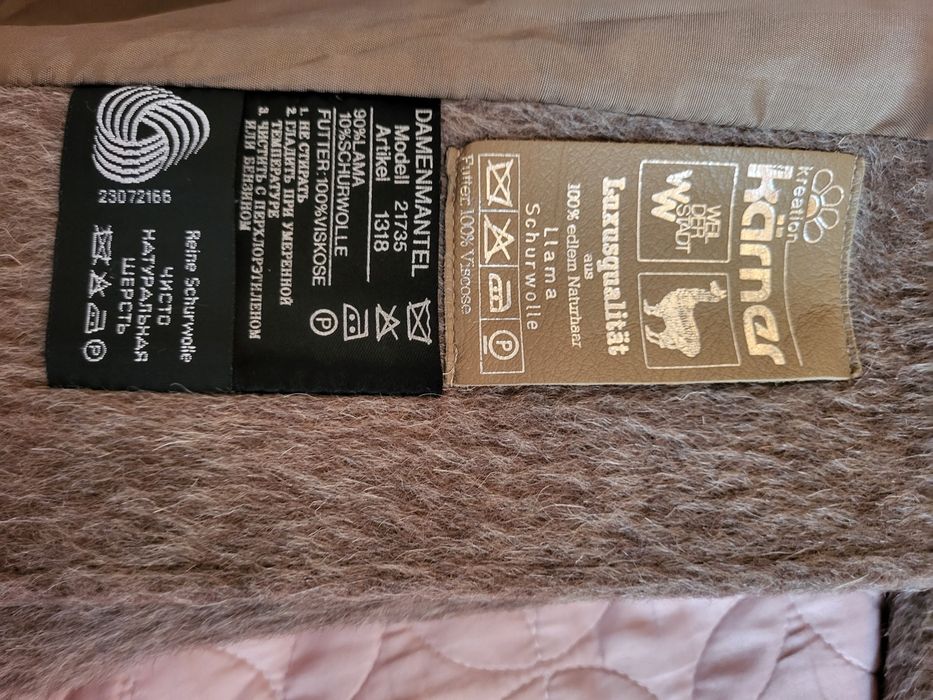 DAMENMANTEL
Modell 21735
Artikel 1318
90%LAMA
10%SCHURWOLLE
FUTTER:100%VISKOSE
1. НЕ СТИРАТЬ
2. ГЛАДИТЬ ПРИ УМЕРЕННОЙ
ТЕМПЕРАТУРЕ
3. ЧИСТИТЬ С ПЕРХЛОРЭТИЛЕНОМ
ИЛИ БЕНЗИНОМ
P
23072166
Reine Schurwolle
ЧИСТО
НАТУРАЛЬНАЯ
ШЕРСТЬ
P
kreation
Kärner
W
WEL
DER
STADT
Luxusqualität
aus
100% edlem Naturhaar
Llama
Schurwolle
P
Futter: 100% Viscose